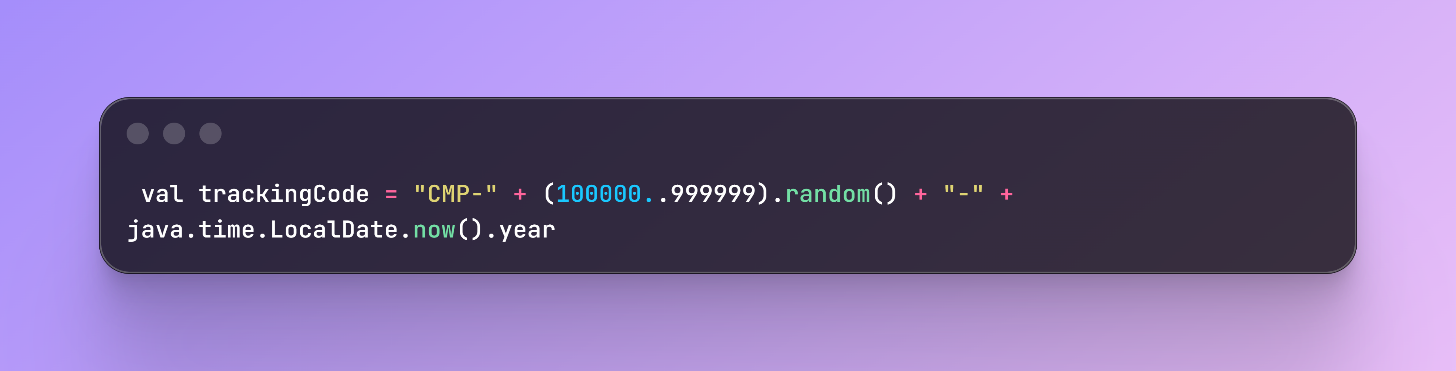 val trackingCode = "CMP-" + (100000..999999).random() + "-" +
java.time.LocalDate.now().year